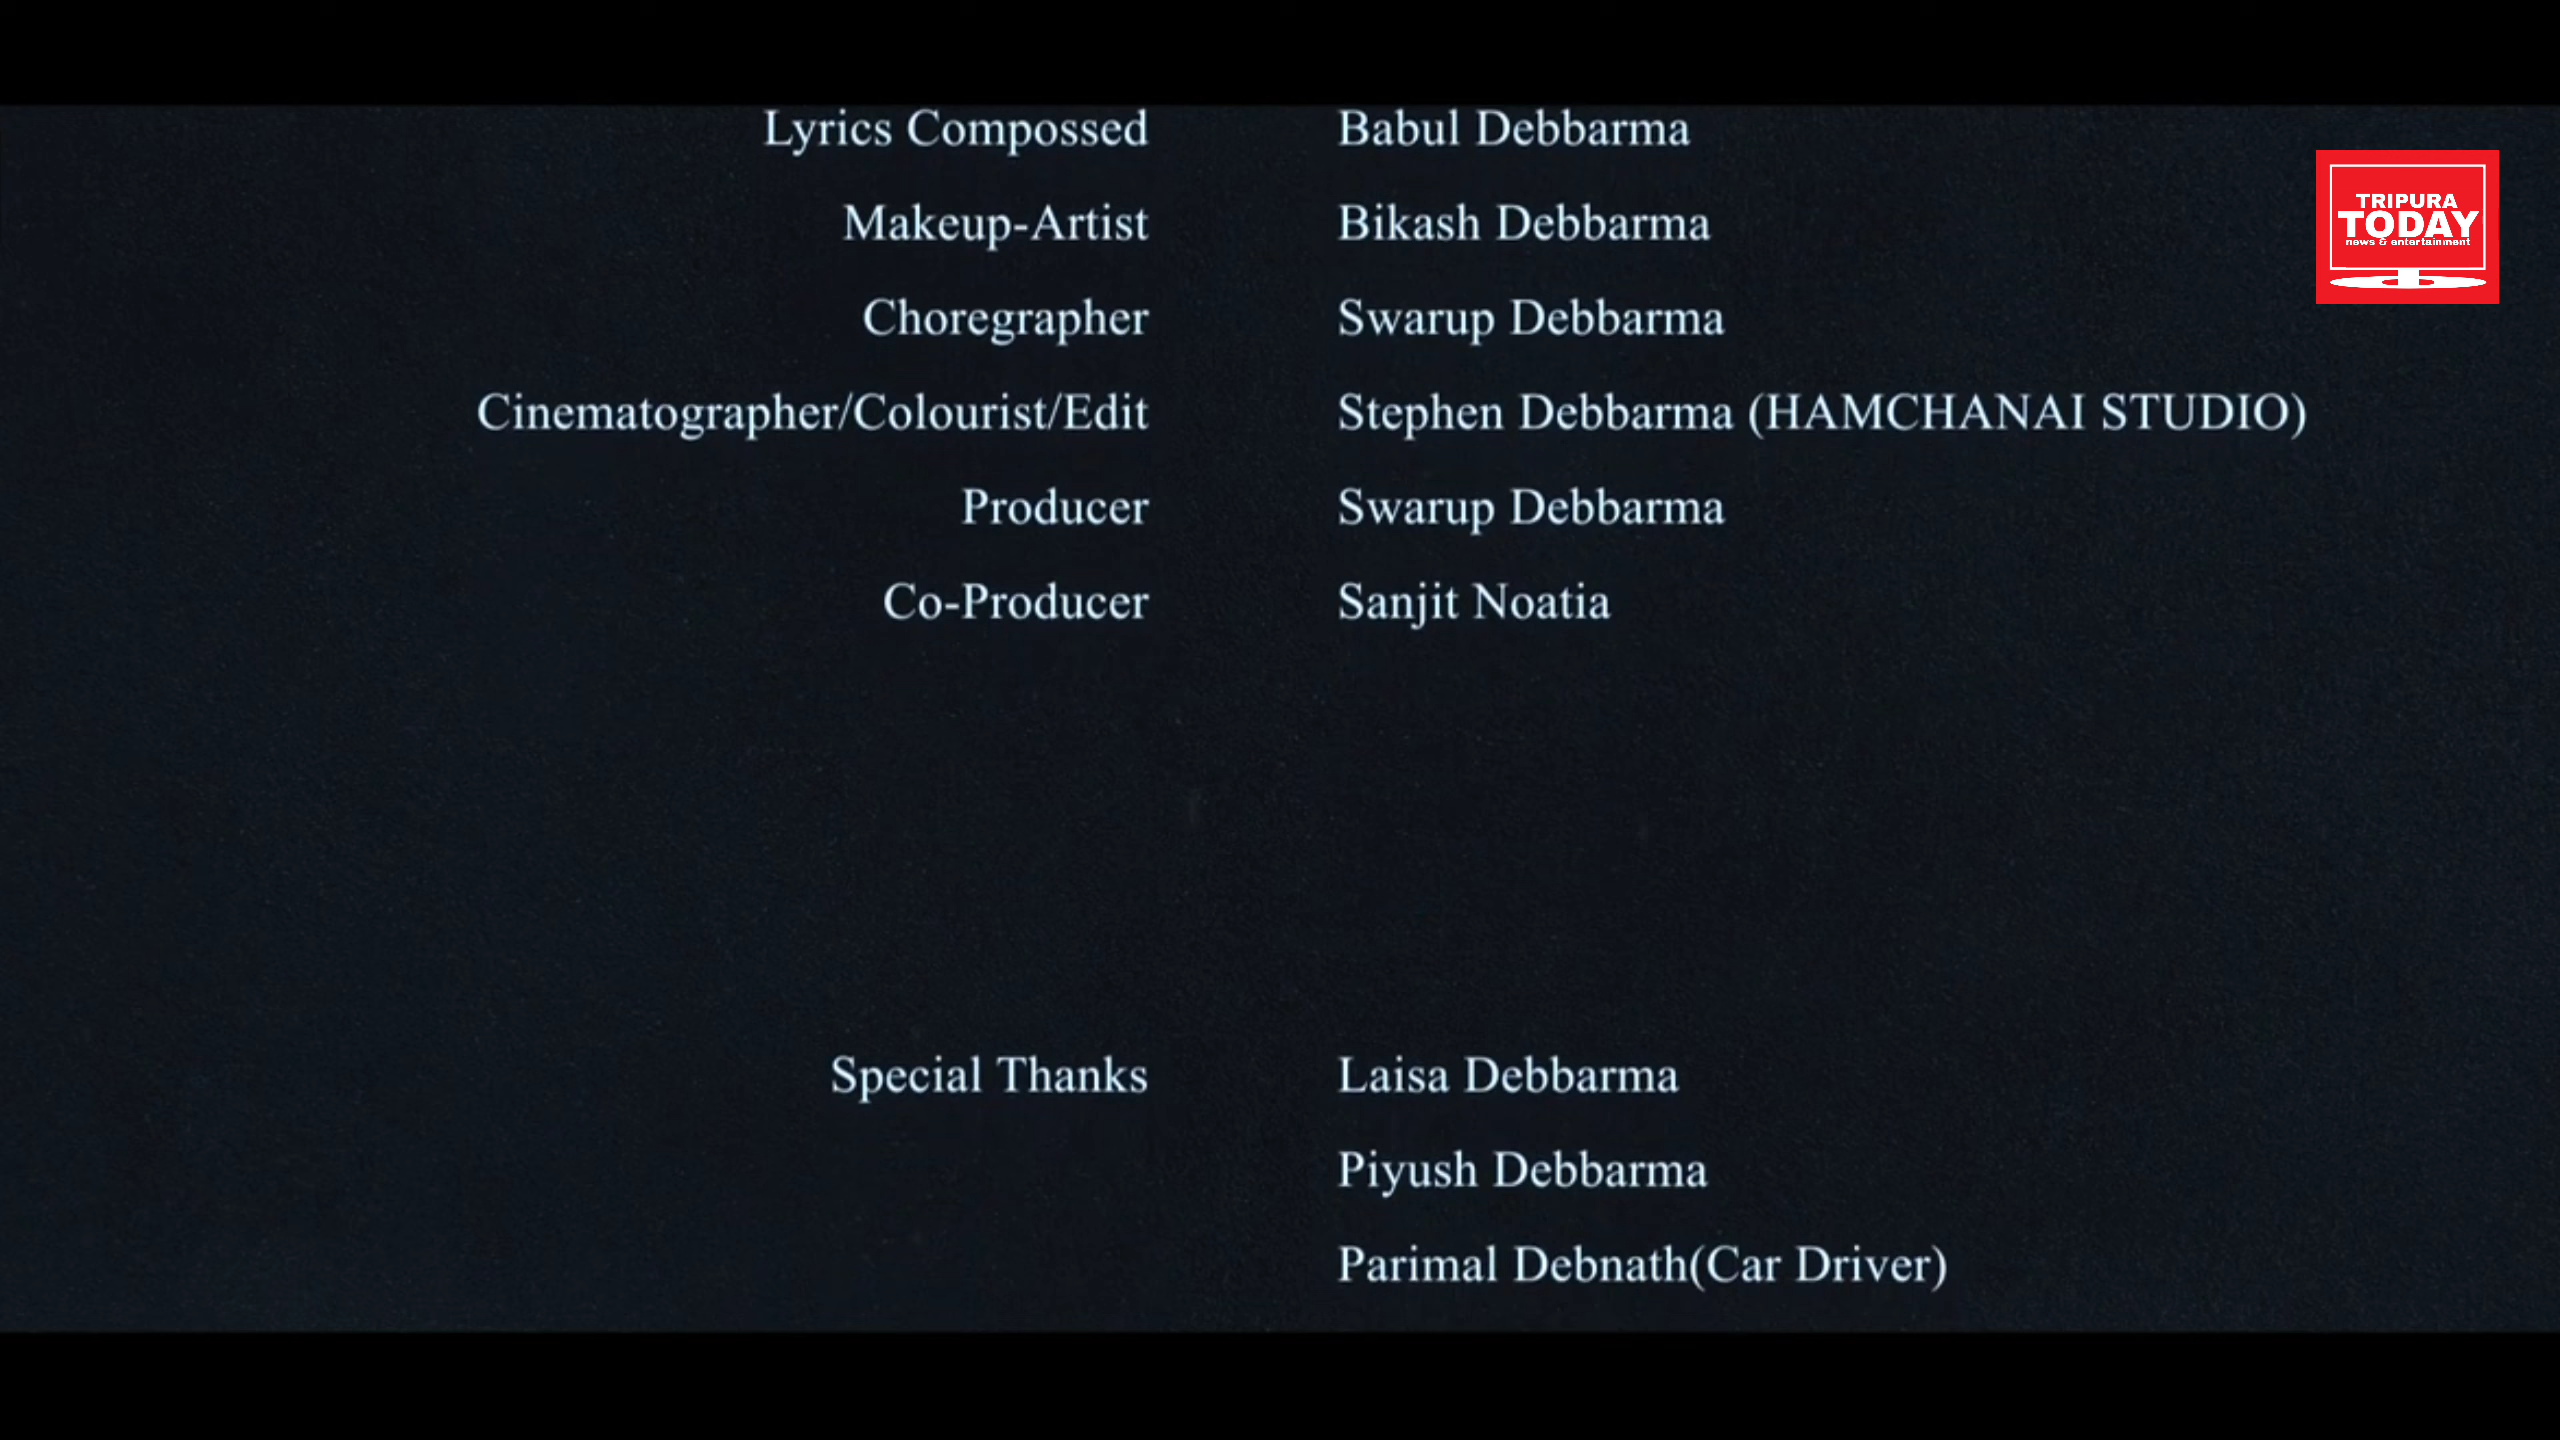 Lyrics Compossed Babul Debbarma
Makeup-Artist Bikash Debbarma
Choregrapher Swarup Debbarma
Cinematographer/Colourist/Edit Stephen Debbarma (HAMCHANAI STUDIO)
Producer Swarup Debbarma
Co-Producer Sanjit Noatia
Special Thanks Laisa Debbarma
Piyush Debbarma
Parimal Debnath(Car Driver)
TRIPURA
TODAY
news & entertainment